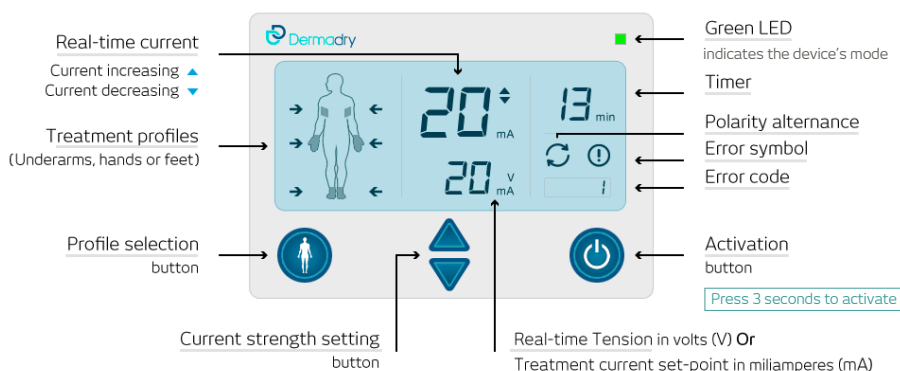 Real-time current
Current increasing ▲
Current decreasing ▼
Treatment profiles
(Underarms, hands or feet)
Profile selection
button
Current strength setting
button
Dermadry
20 mA
20 V mA
13 min
1
Green LED
indicates the device's mode
Timer
Polarity alternance
Error symbol
Error code
Activation
button
Press 3 seconds to activate
Real-time Tension in volts (V) Or
Treatment current set-point in miliamperes (mA)